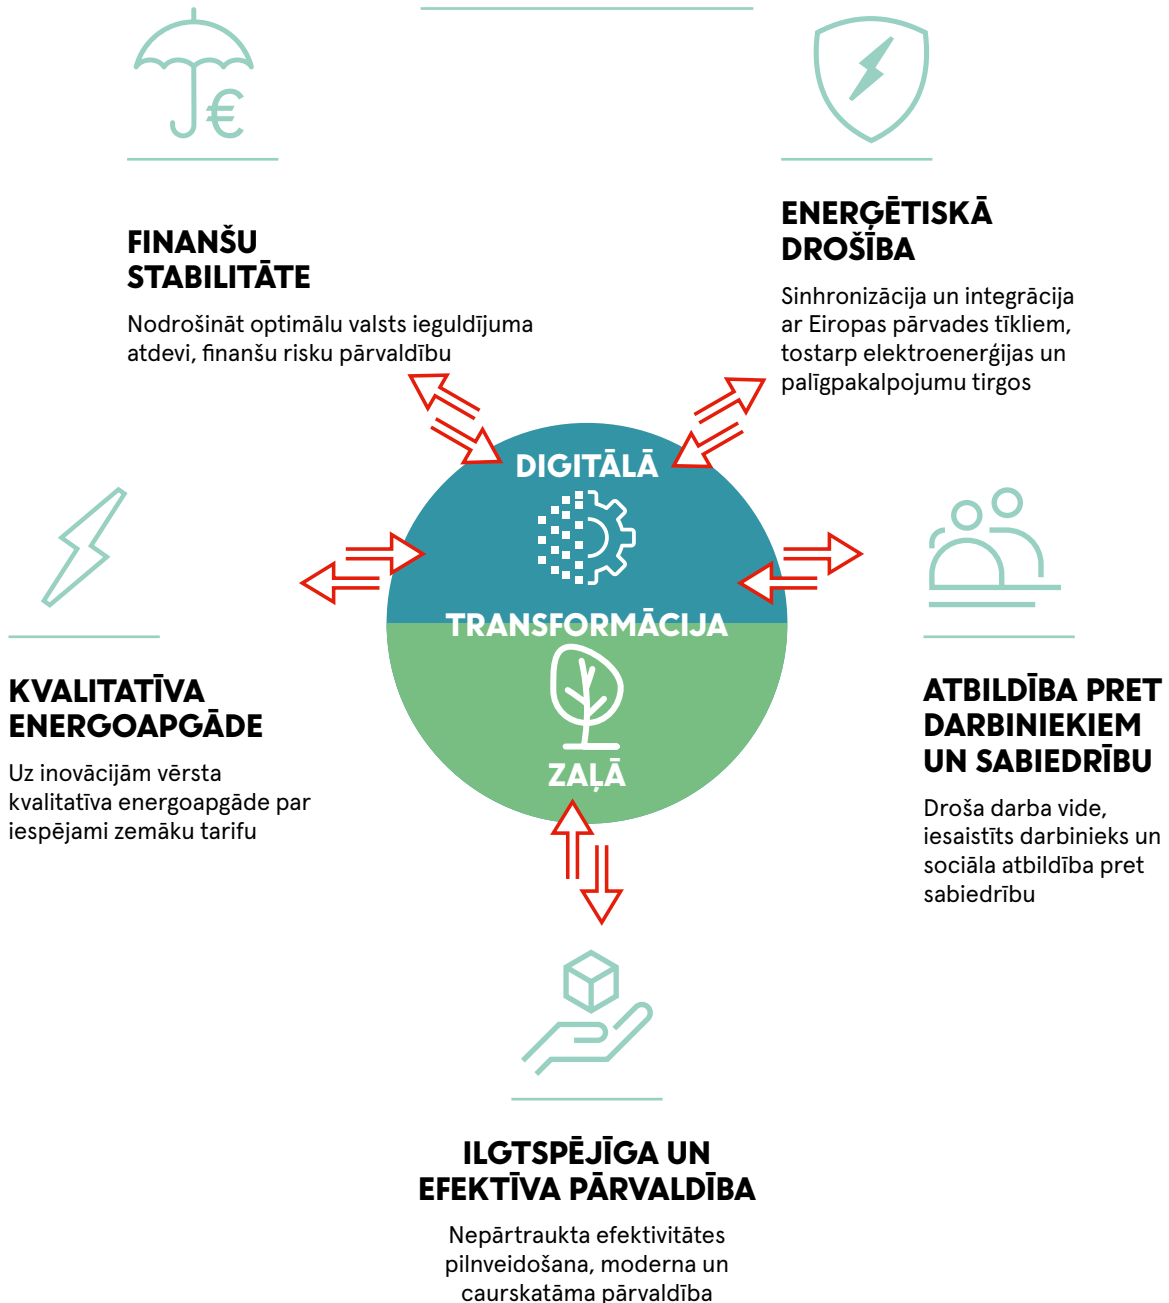 €
FINANŠU
STABILITĀTE
Nodrošināt optimālu valsts ieguldījuma
atdevi, finanšu risku pārvaldību
ENERĢĒTISKĀ
DROŠĪBA
Sinhronizācija un integrācija
ar Eiropas pārvades tīkliem,
tostarp elektroenerģijas un
palīgpakalpojumu tirgos
DIGITĀLĀ
TRANSFORMĀCIJA
ZAĻĀ
KVALITATĪVA
ENERGOAPGĀDE
Uz inovācijām vērsta
kvalitatīva energoapgāde par
iespējami zemāku tarifu
ATBILDĪBA PRET
DARBINIEKIEM
UN SABIEDRĪBU
Droša darba vide,
iesaistīts darbinieks un
sociāla atbildība pret
sabiedrību
ILGTSPĒJĪGA UN
EFEKTĪVA PĀRVALDĪBA
Nepārtraukta efektivitātes
pilnveidošana, moderna un
caurskatāma pārvaldība